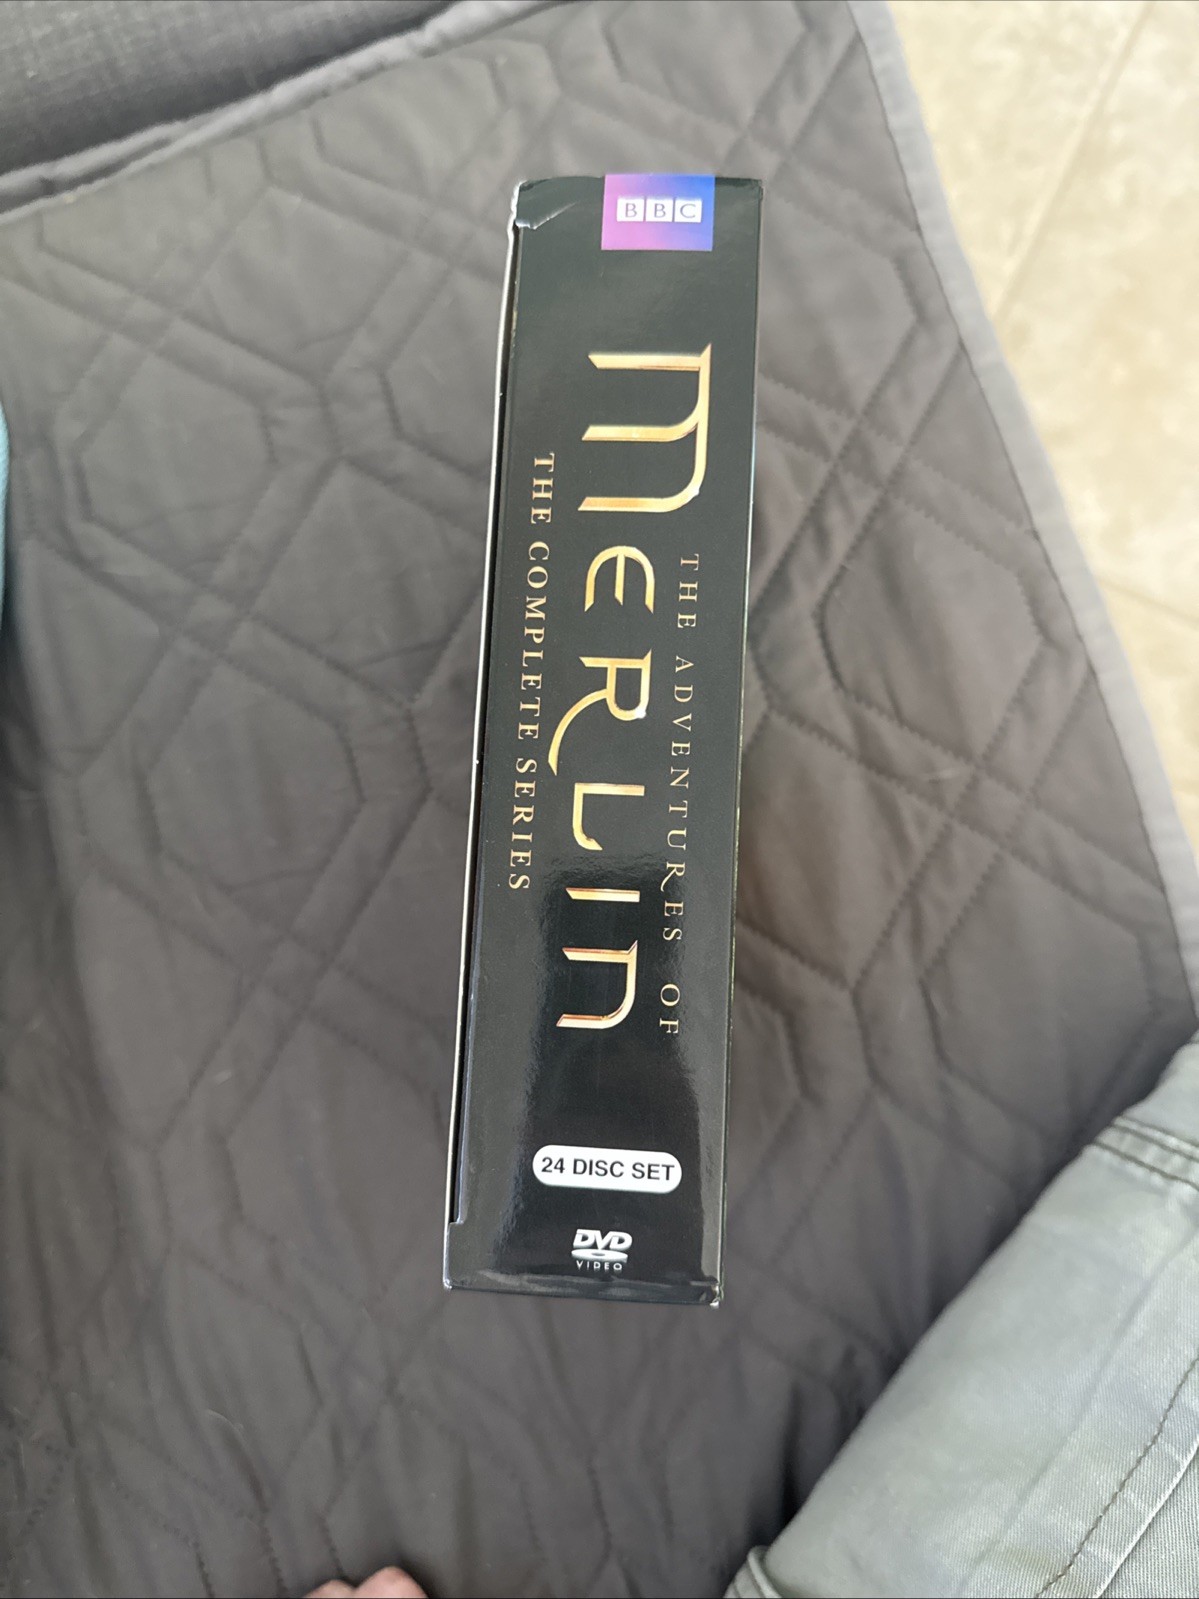 BBC
THE ADVENTURES OF
MERLIN
THE COMPLETE SERIES
24 DISC SET
DVD
VIDEO